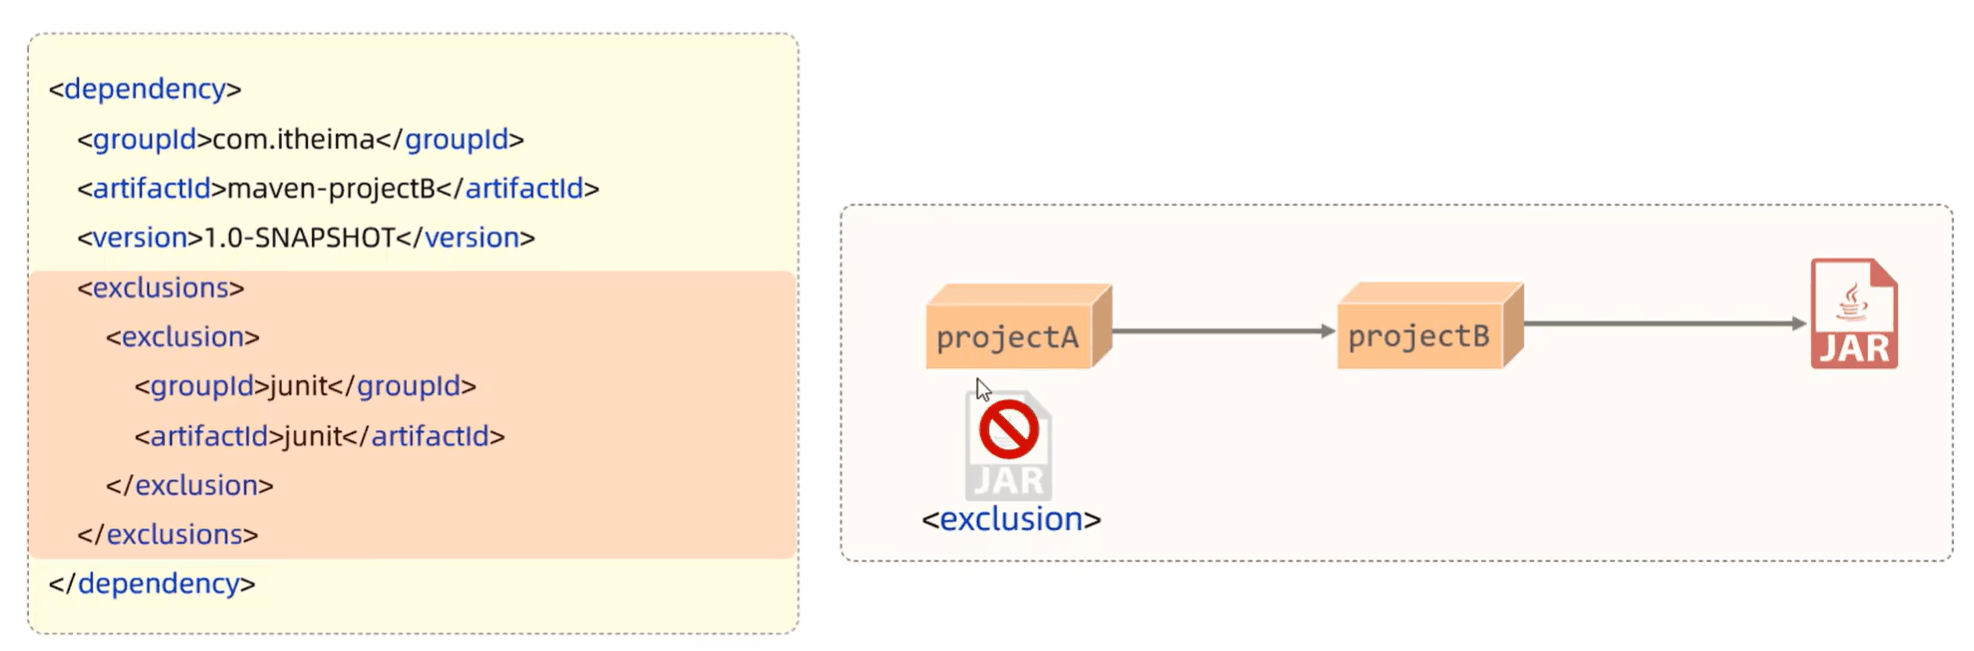 <dependency>
<groupId>com.itheima</groupId>
<artifactId>maven-projectB</artifactId>
<version>1.0-SNAPSHOT</version>
<exclusions>
<exclusion>
<groupId>junit</groupId>
<artifactId>junit</artifactId>
</exclusion>
</exclusions>
</dependency>
projectA
projectB
JAR
JAR
<exclusion>